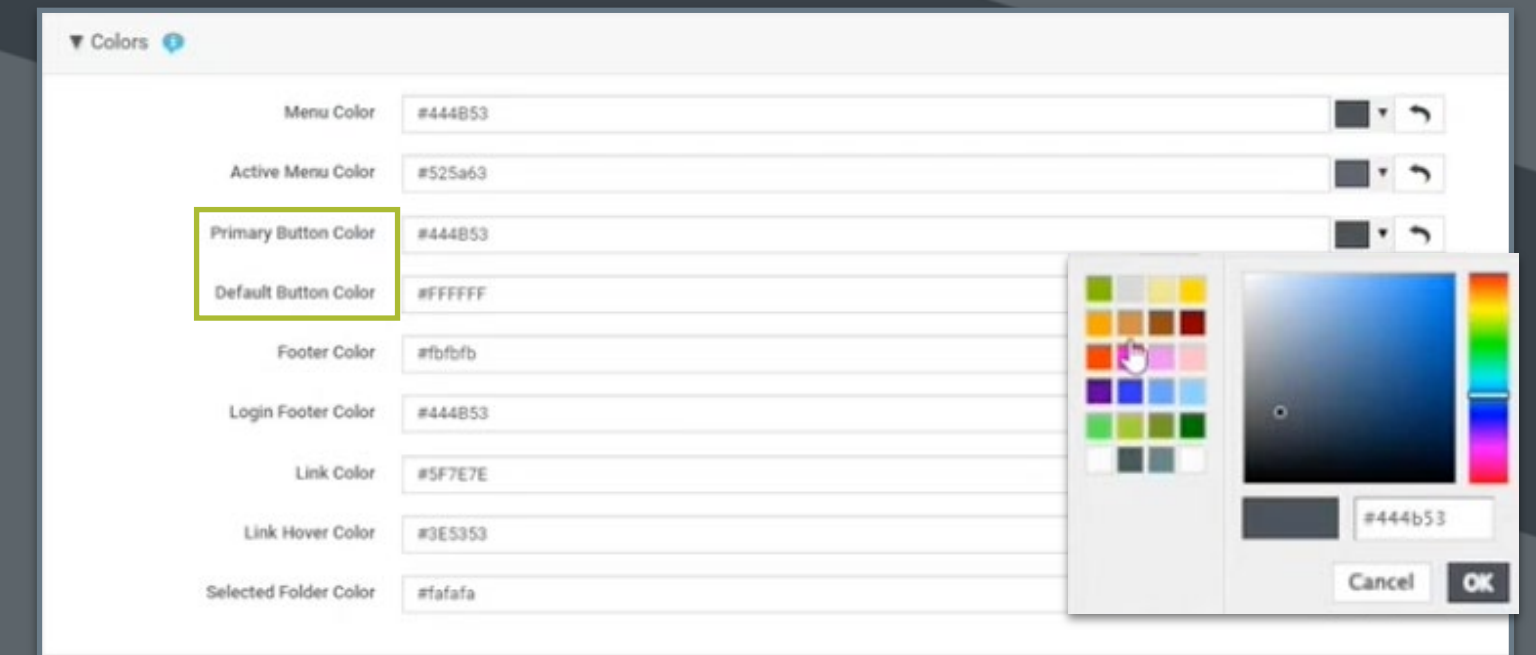 Colors
Menu Color #444B53
Active Menu Color #525a63
Primary Button Color #444B53
Default Button Color #FFFFFF
Footer Color #fbfbfb
Login Footer Color #444B53
Link Color #5F7E7E
Link Hover Color #3E5353
Selected Folder Color #fafafa
#444b53
Cancel OK